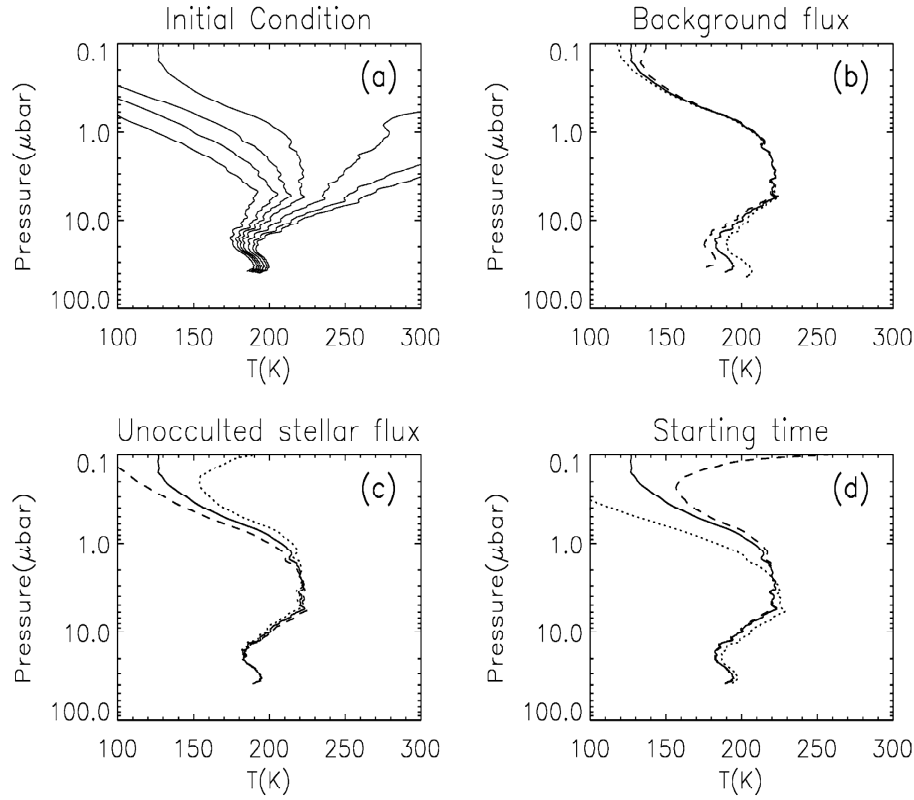 Initial Condition
(a)
0.1
1.0
10.0
100.0
Pressure(μbar)
100 150 200 250 300
T(K)
Background flux
(b)
0.1
1.0
10.0
100.0
Pressure(μbar)
100 150 200 250 300
T(K)
Unocculted stellar flux
(c)
0.1
1.0
10.0
100.0
Pressure(μbar)
100 150 200 250 300
T(K)
Starting time
(d)
0.1
1.0
10.0
100.0
Pressure(μbar)
100 150 200 250 300
T(K)